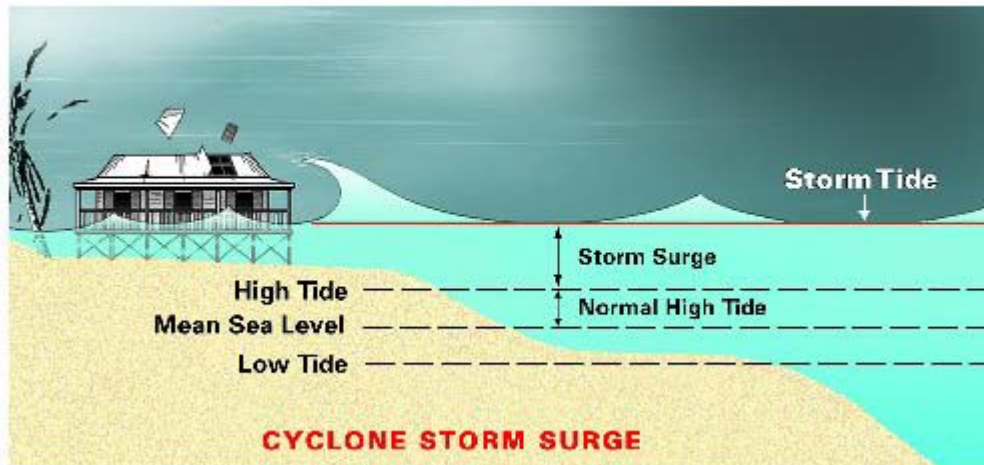 Storm Tide
Storm Surge
High Tide
Normal High Tide
Mean Sea Level
Low Tide
CYCLONE STORM SURGE